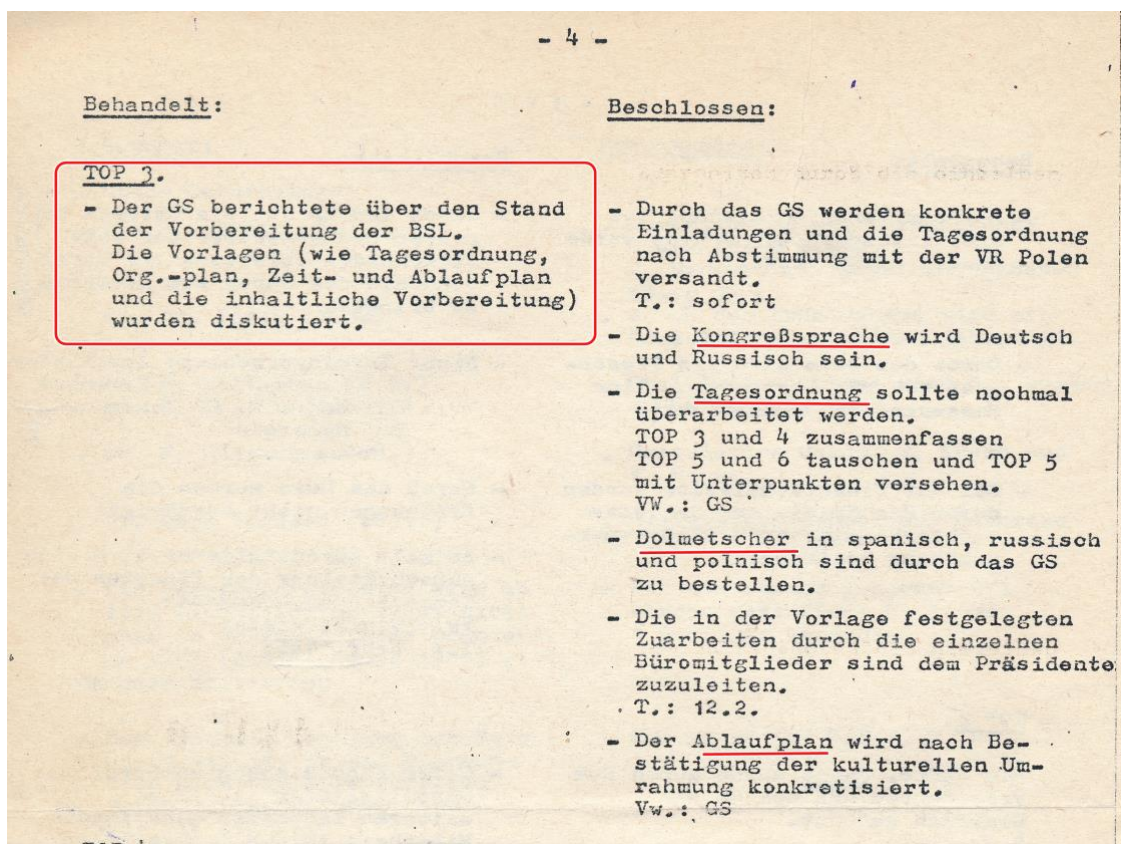 - 4 -
Behandelt:
TOP 3.
- Der GS berichtete über den Stand
der Vorbereitung der BSL.
Die Vorlagen (wie Tagesordnung,
Org.-plan, Zeit- und Ablaufplan
und die inhaltliche Vorbereitung)
wurden diskutiert.
Beschlossen:
- Durch das GS werden konkrete
Einladungen und die Tagesordnung
nach Abstimmung mit der VR Polen
versandt.
T.: sofort
- Die Kongreßsprache wird Deutsch
und Russisch sein.
- Die Tagesordnung sollte nochmal
überarbeitet werden.
TOP 3 und 4 zusammenfassen
TOP 5 und 6 tauschen und TOP 5
mit Unterpunkten versehen.
VW.: GS
- Dolmetscher in spanisch, russisch
und polnisch sind durch das GS
zu bestellen.
- Die in der Vorlage festgelegten
Zuarbeiten durch die einzelnen
Büromitglieder sind dem Präsidente
zuzuleiten.
T.: 12.2.
- Der Ablaufplan wird nach Be-
stätigung der kulturellen Um-
rahmung konkretisiert.
Vw.: GS